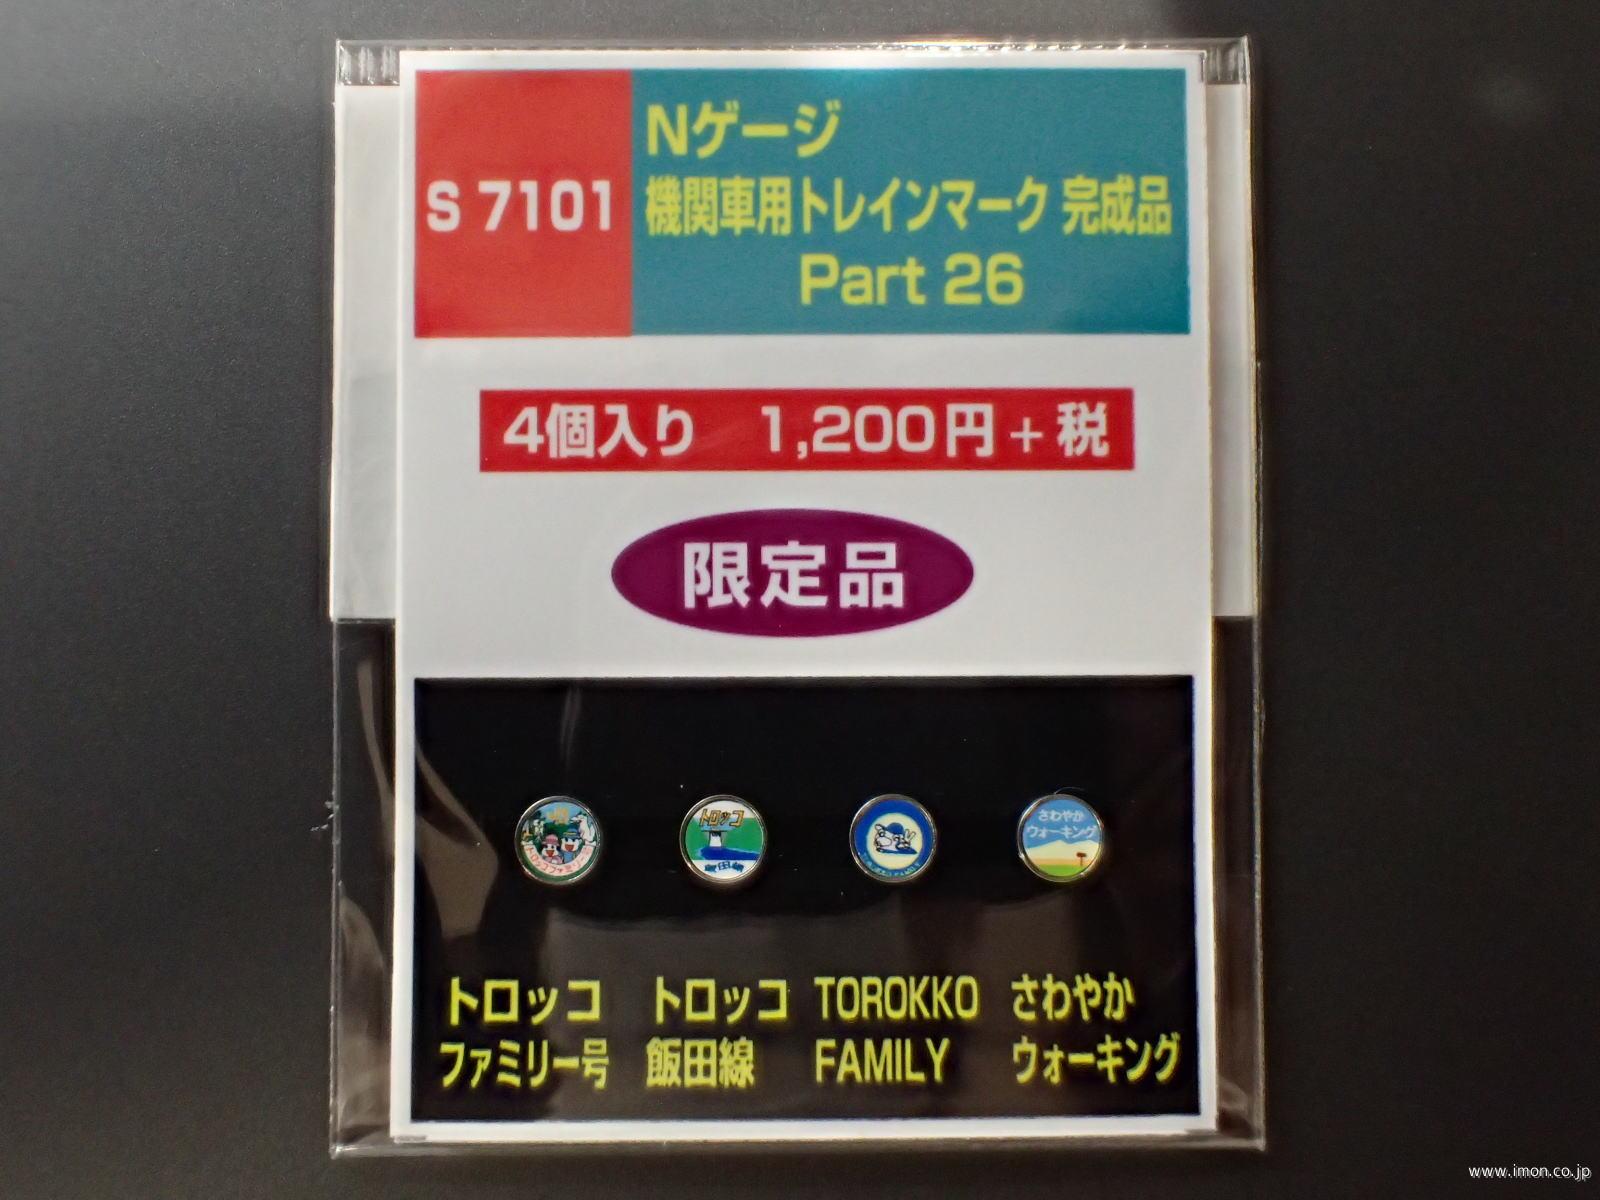 S 7101
Nゲージ
機関車用トレインマーク 完成品
Part 26
4個入り 1,200円+税
限定品
トロッコ
さわやか
ウォーキング
トロッコ
ファミリー号
トロッコ
飯田線
TOROKKO
FAMILY
さわやか
ウォーキング
www.imon.co.jp